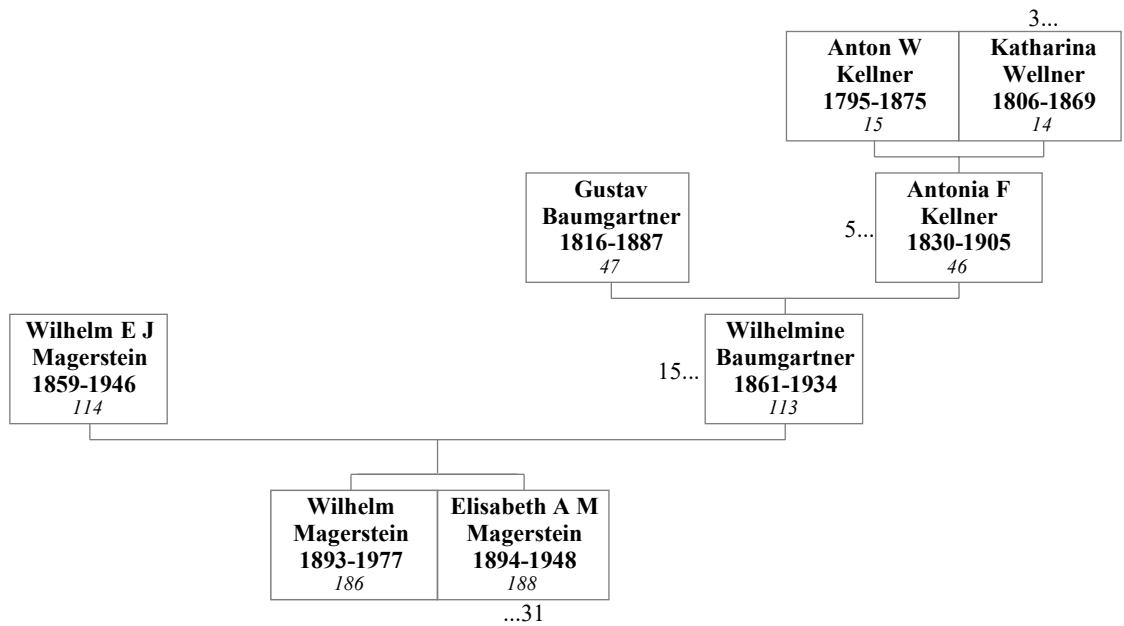 3...
Anton W
Kellner
1795-1875
15
Katharina
Wellner
1806-1869
14
Gustav
Baumgartner
1816-1887
47
5...
Antonia F
Kellner
1830-1905
46
Wilhelm E J
Magerstein
1859-1946
114
15...
Wilhelmine
Baumgartner
1861-1934
113
Wilhelm
Magerstein
1893-1977
186
Elisabeth A M
Magerstein
1894-1948
188
...31